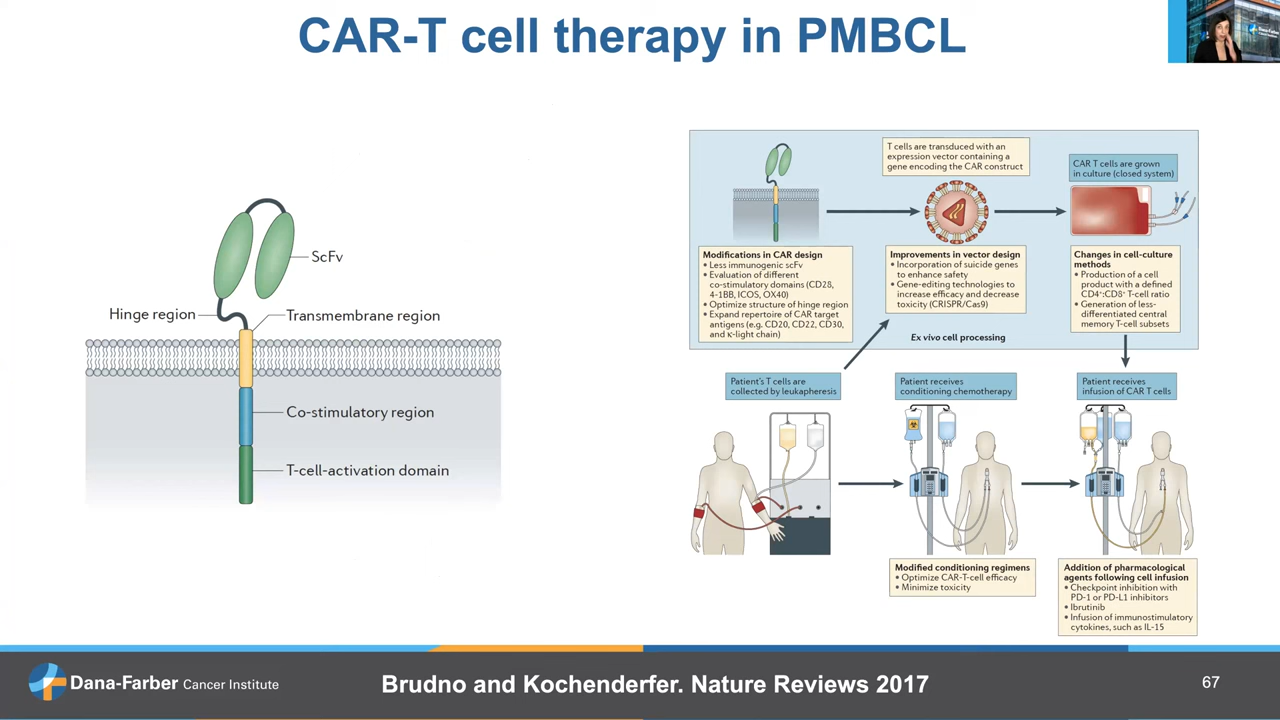 CAR-T cell therapy in PMBCL
Dana-Farber
ScFv
Hinge region
Transmembrane region
Co-stimulatory region
T-cell-activation domain
T cells are transduced with an
expression vector containing a
gene encoding the CAR construct
CAR T cells are grown
in culture (closed system)
Modifications in CAR design
• Less immunogenic scFv
• Evaluation of different
co-stimulatory domains (CD28,
4-1BB, ICOS, OX40)
• Optimize structure of hinge region
• Expand repertoire of CAR target
antigens (e.g. CD20, CD22, CD30,
and κ-light chain)
Improvements in vector design
• Incorporation of suicide genes
to enhance safety
• Gene-editing technologies to
increase efficacy and decrease
toxicity (CRISPR/Cas9)
Changes in cell-culture
methods
• Production of a cell
product with a defined
CD4⁺:CD8⁺ T-cell ratio
• Generation of less-
differentiated central
memory T-cell subsets
Ex vivo cell processing
Patient's T cells are
collected by leukapheresis
Patient receives
conditioning chemotherapy
Patient receives
infusion of CAR T cells
Modified conditioning regimens
• Optimize CAR-T-cell efficacy
• Minimize toxicity
Addition of pharmacological
agents following cell infusion
• Checkpoint inhibition with
PD-1 or PD-L1 inhibitors
• Ibrutinib
• Infusion of immunostimulatory
cytokines, such as IL-15
Dana-Farber Cancer Institute
Brudno and Kochenderfer. Nature Reviews 2017
67